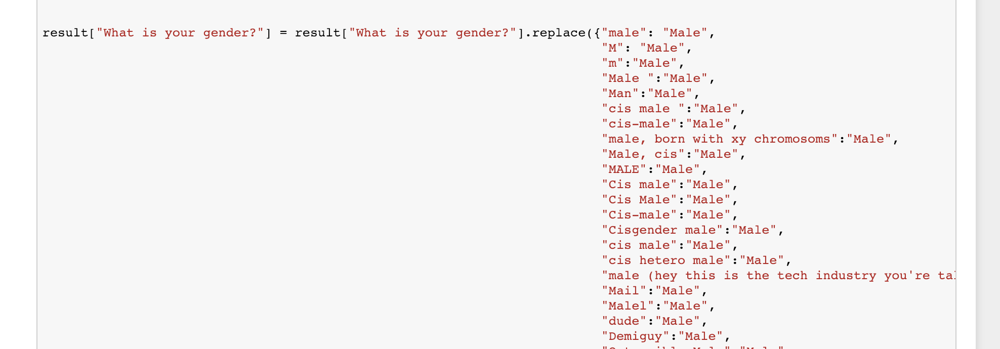 result["What is your gender?"] = result["What is your gender?"].replace({"male": "Male",
"M": "Male",
"m":"Male",
"Male ":"Male",
"Man":"Male",
"cis male ":"Male",
"cis-male":"Male",
"male, born with xy chromosoms":"Male",
"Male, cis":"Male",
"MALE":"Male",
"Cis male":"Male",
"Cis Male":"Male",
"Cis-male":"Male",
"Cisgender male":"Male",
"cis male":"Male",
"cis hetero male":"Male",
"male (hey this is the tech industry you're
"Mail":"Male",
"Malel":"Male",
"dude":"Male",
"Demiguy":"Male",